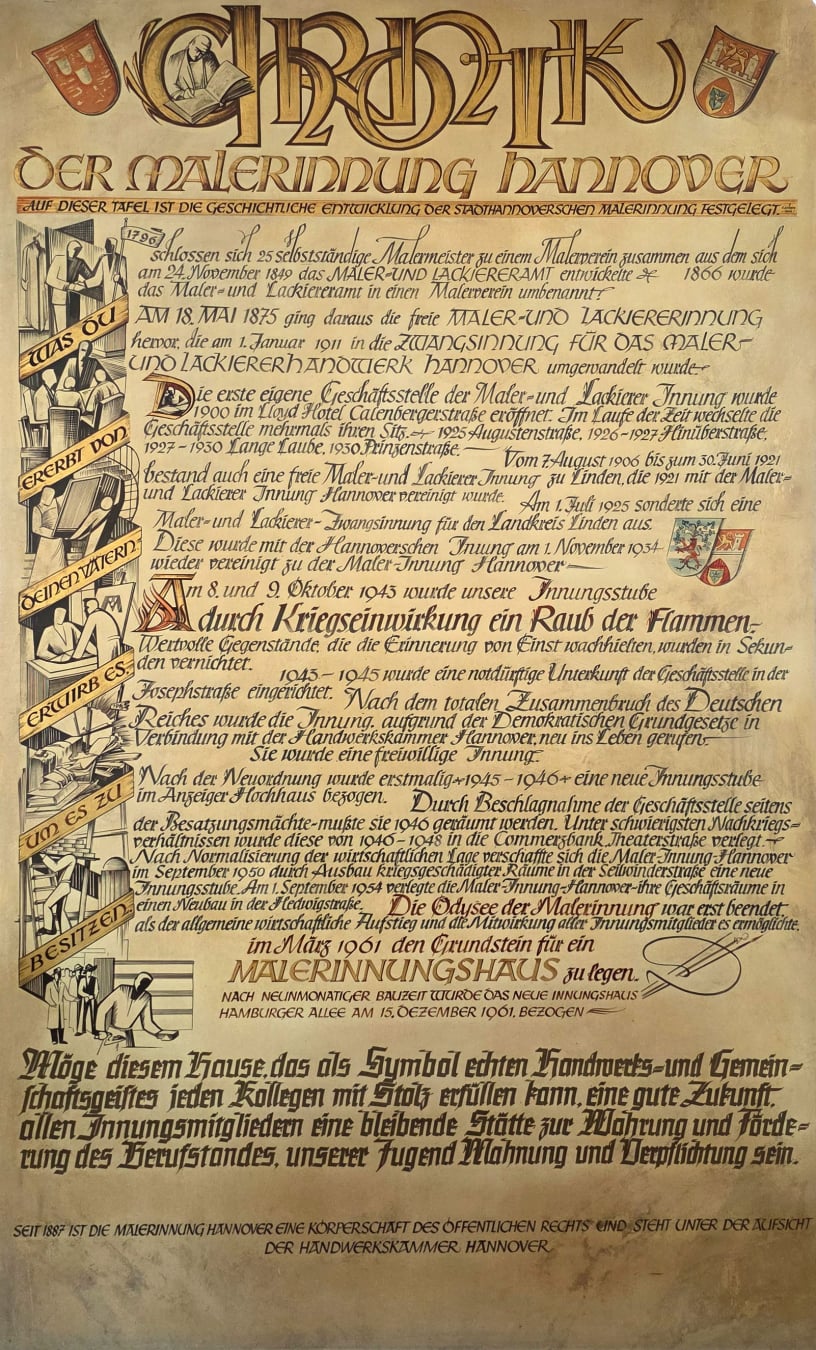 CHRONIK
DER MALERINNUNG HANNOVER
AUF DIESER TAFEL IST DIE GESCHICHTLICHE ENTWICKLUNG DER STADTHANNOVERSCHEN MALERINNUNG FESTGELEGT.
1796
schlossen sich 25 selbstständige Malermeister zu einem Malerverein zusammen aus dem sich
am 24. November 1849 das MALER-UND LACKIERERAMT entwickelte 1866 wurde
das Maler- und Lackiereramt in einen Malerverein umbenannt
AM 18. MAI 1875 ging daraus die freie MALER-UND LACKIERERINNUNG
hervor, die am 1. Januar 1911 in die ZWANGSINNUNG FÜR DAS MALER-
UND LACKIERERHANDWERK HANNOVER umgewandelt wurde
Die erste eigene Geschäftsstelle der Maler-und Lackierer Innung wurde
1900 im Lloyd Hotel Calenbergerstraße eröffnet. Im Laufe der Zeit wechselte die
Geschäftsstelle mehrmals ihren Sitz. 1925 Augustenstraße, 1926-1927 Hinüberstraße,
1927-1930 Lange Laube, 1930 Prinzenstraße.
Vom 7. August 1906 bis zum 30. Juni 1921
bestand auch eine freie Maler-und Lackierer Innung zu Linden, die 1921 mit der Maler-
und Lackierer Innung Hannover vereinigt wurde. Am 1. Juli 1925 sonderte sich eine
Maler-und Lackierer-Zwangsinnung für den Landkreis Linden aus.
Diese wurde mit der Hannoverschen Innung am 1. November 1934
wieder vereinigt zu der Maler-Innung Hannover
Am 8. und 9. Oktober 1943 wurde unsere Innungsstube
durch Kriegseinwirkung ein Raub der Flammen.
Wertvolle Gegenstände, die die Erinnerung von Einst wachhielten, wurden in Sekun-
den vernichtet. 1943-1945 wurde eine notdürftige Unterkunft der Geschäftsstelle in der
Josephstraße eingerichtet. Nach dem totalen Zusammenbruch des Deutschen
Reiches wurde die Innung, aufgrund der Demokratischen Grundgesetze in
Verbindung mit der Handwerkskammer Hannover, neu ins Leben gerufen.
Sie wurde eine freiwillige Innung.
Nach der Neuordnung wurde erstmalig 1945-1946 eine neue Innungsstube
im Anzeiger Hochhaus bezogen. Durch Beschlagnahme der Geschäftsstelle seitens
der Besatzungsmächte-mußte sie 1946 geräumt werden. Unter schwierigsten Nachkriegs=
verhältnissen wurde diese von 1946-1948 in die Commerzbank, Theaterstraße verlegt.
Nach Normalisierung der wirtschaftlichen Lage verschaffte sich die Maler-Innung-Hannover
im September 1950 durch Ausbau kriegsgeschädigter Räume in der Seilwinderstraße eine neue
Innungsstube. Am 1. September 1954 verlegte die Maler-Innung-Hannover-ihre Geschäftsräume in
einen Neubau in der Hedwigstraße. Die Odysee der Malerinnung war erst beendet,
als der allgemeine wirtschaftliche Aufstieg und die Mitwirkung aller Innungsmitglieder es ermöglichte,
im März 1961 den Grundstein für ein
MALERINNUNGSHAUS zu legen.
NACH NEUNMONATIGER BAUZEIT WURDE DAS NEUE INNUNGSHAUS
HAMBURGER ALLEE AM 15. DEZEMBER 1961. BEZOGEN
WAS DU
ERERBT VON
DEINEN VÄTERN
ERWIRB ES,
UM ES ZU
BESITZEN.
Möge diesem Hause, das als Symbol echten Handwerks=und Gemein=
schaftsgeistes jeden Kollegen mit Stolz erfüllen kann, eine gute Zukunft,
allen Innungsmitgliedern eine bleibende Stätte zur Wahrung und Förde=
rung des Berufstandes, unserer Jugend Mahnung und Verpflichtung sein.
SEIT 1887 IST DIE MALERINNUNG HANNOVER EINE KÖRPERSCHAFT DES ÖFFENTLICHEN RECHTS UND STEHT UNTER DER AUFSICHT
DER HANDWERKSKAMMER HANNOVER